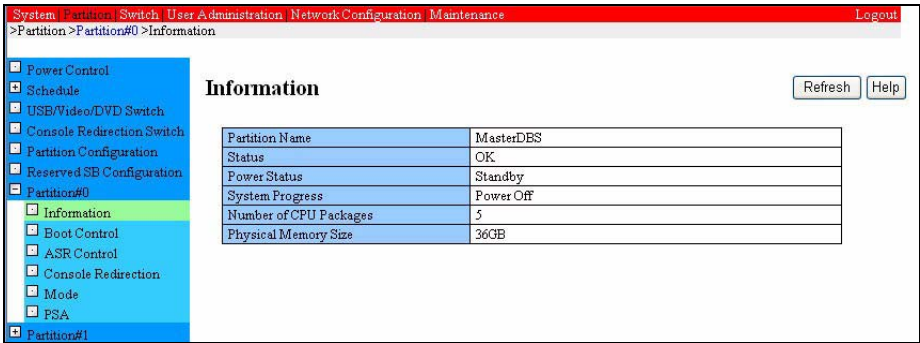 System | Partition | Switch | User Administration | Network Configuration | Maintenance Logout
>Partition >Partition#0 >Information
Power Control
Schedule
USB/Video/DVD Switch
Console Redirection Switch
Partition Configuration
Reserved SB Configuration
Partition#0
Information
Boot Control
ASR Control
Console Redirection
Mode
PSA
Partition#1
Information
Refresh Help
Partition Name MasterDBS
Status OK
Power Status Standby
System Progress Power Off
Number of CPU Packages 5
Physical Memory Size 36GB